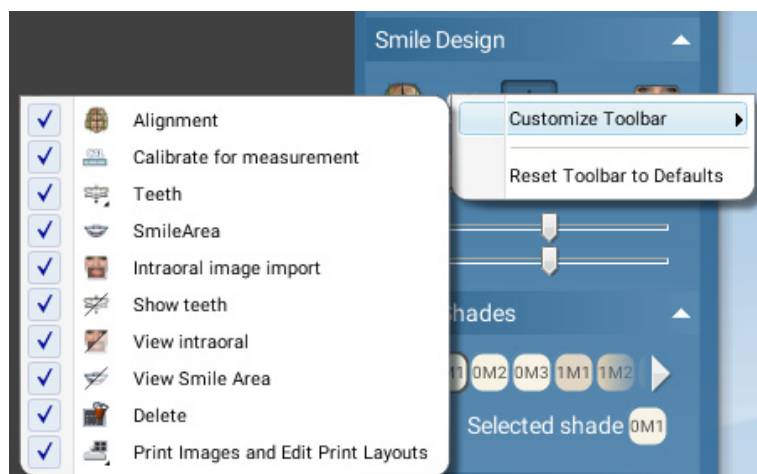 Smile Design
Customize Toolbar
Reset Toolbar to Defaults
Alignment
Calibrate for measurement
Teeth
SmileArea
Intraoral image import
Show teeth
View intraoral
View Smile Area
Delete
Print Images and Edit Print Layouts
hades
0M2 0M3 1M1 1M2
Selected shade 0M1